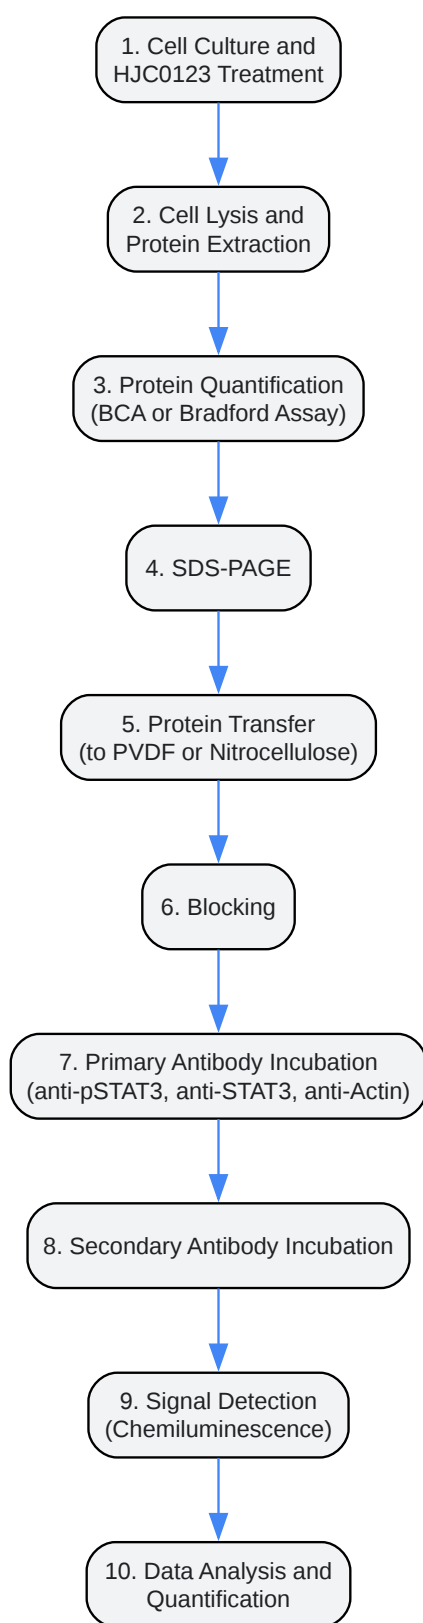 1. Cell Culture and
HJC0123 Treatment
2. Cell Lysis and
Protein Extraction
3. Protein Quantification
(BCA or Bradford Assay)
4. SDS-PAGE
5. Protein Transfer
(to PVDF or Nitrocellulose)
6. Blocking
7. Primary Antibody Incubation
(anti-pSTAT3, anti-STAT3, anti-Actin)
8. Secondary Antibody Incubation
9. Signal Detection
(Chemiluminescence)
10. Data Analysis and
Quantification